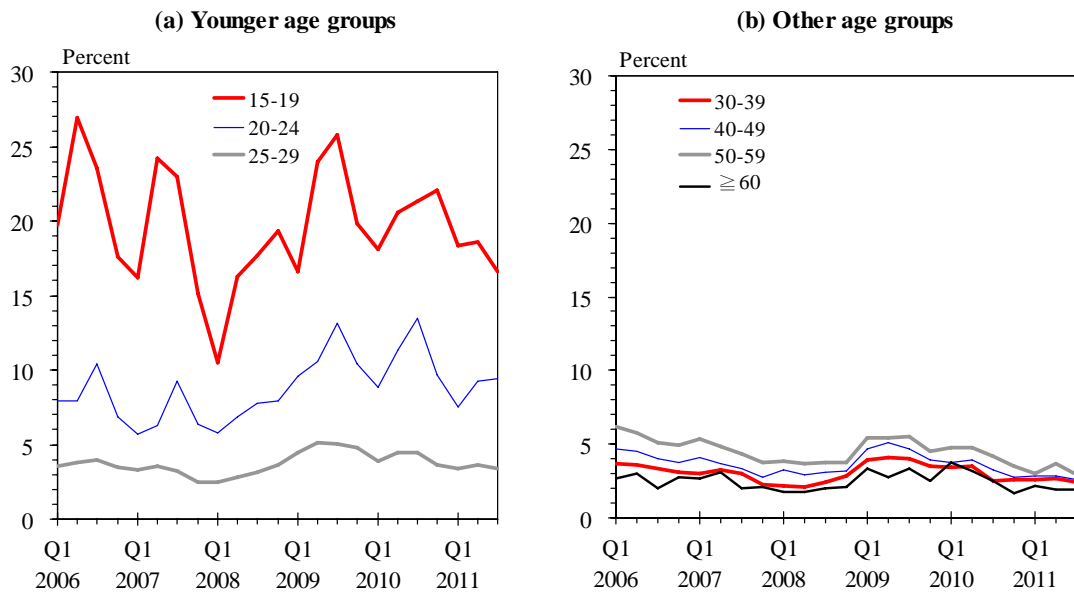 (a) Younger age groups
Percent
30
25
20
15
10
5
0
15-19
20-24
25-29
Q1 Q1 Q1 Q1 Q1 Q1
2006 2007 2008 2009 2010 2011
(b) Other age groups
Percent
30
25
20
15
10
5
0
30-39
40-49
50-59
≧60
Q1 Q1 Q1 Q1 Q1 Q1
2006 2007 2008 2009 2010 2011